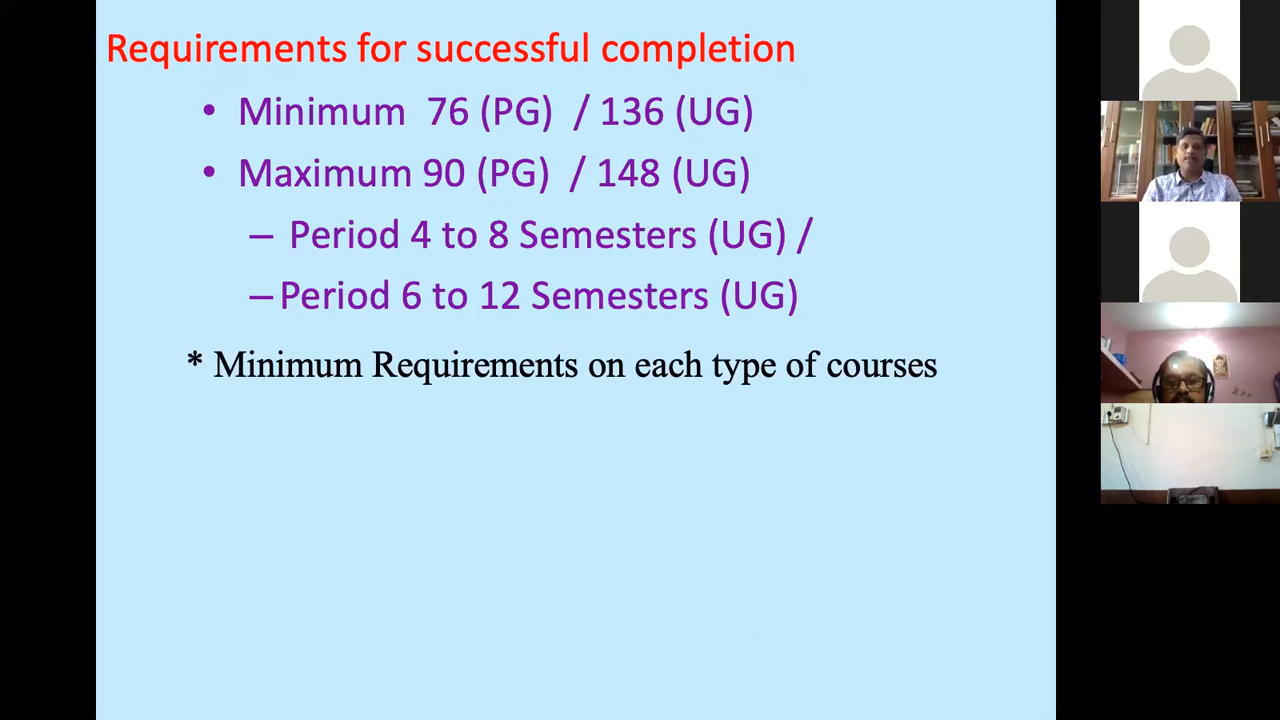 Requirements for successful completion
• Minimum 76 (PG) / 136 (UG)
• Maximum 90 (PG) / 148 (UG)
– Period 4 to 8 Semesters (UG) /
– Period 6 to 12 Semesters (UG)
* Minimum Requirements on each type of courses